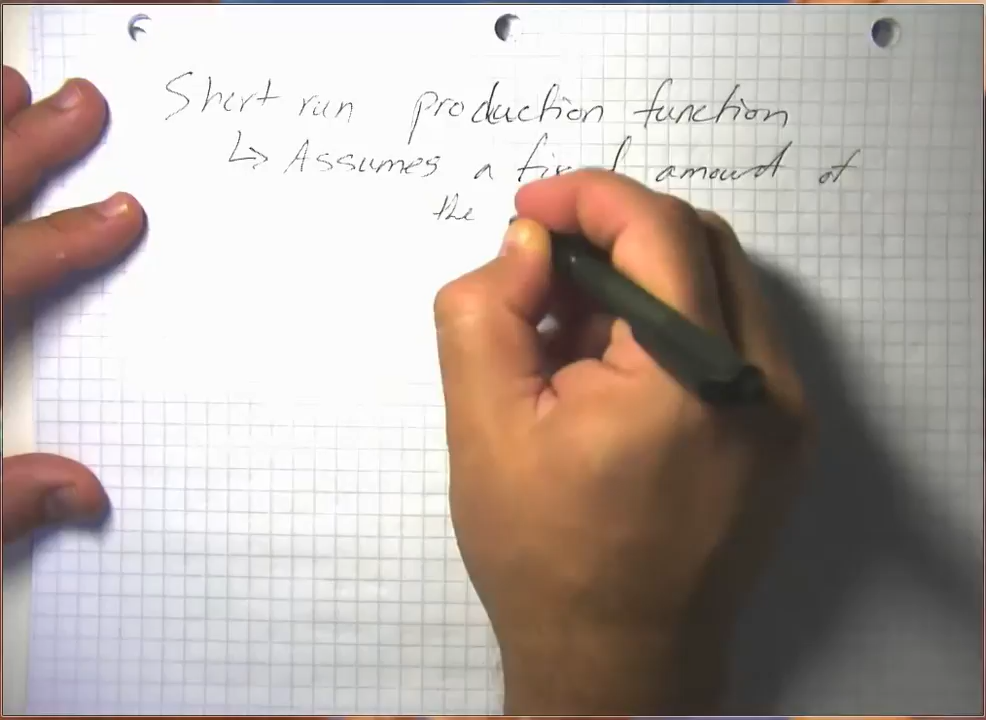 Short run production function
↳ Assumes a fixed amount of
the